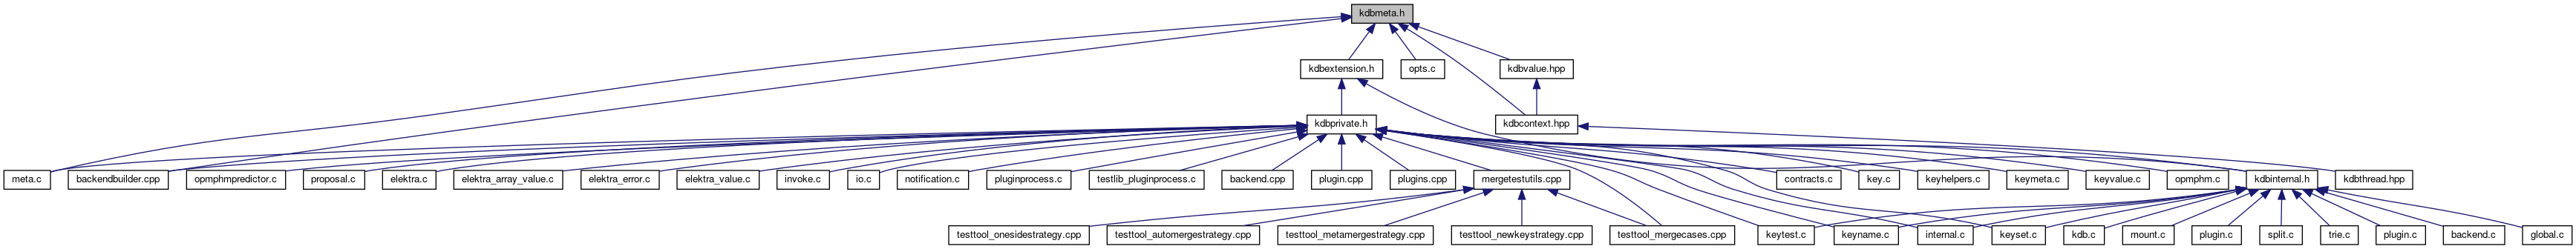 kdbmeta.h
kdbextension.h
opts.c
kdbvalue.hpp
kdbprivate.h
kdbcontext.hpp
meta.c
backendbuilder.cpp
opmphmpredictor.c
proposal.c
elektra.c
elektra_array_value.c
elektra_error.c
elektra_value.c
invoke.c
io.c
notification.c
pluginprocess.c
testlib_pluginprocess.c
backend.cpp
plugin.cpp
plugins.cpp
mergetestutils.cpp
contracts.c
key.c
keyhelpers.c
keymeta.c
keyvalue.c
opmphm.c
kdbinternal.h
kdbthread.hpp
testtool_onesidestrategy.cpp
testtool_automergestrategy.cpp
testtool_metamergestrategy.cpp
testtool_newkeystrategy.cpp
testtool_mergecases.cpp
keytest.c
keyname.c
internal.c
keyset.c
kdb.c
mount.c
plugin.c
split.c
trie.c
plugin.c
backend.c
global.c